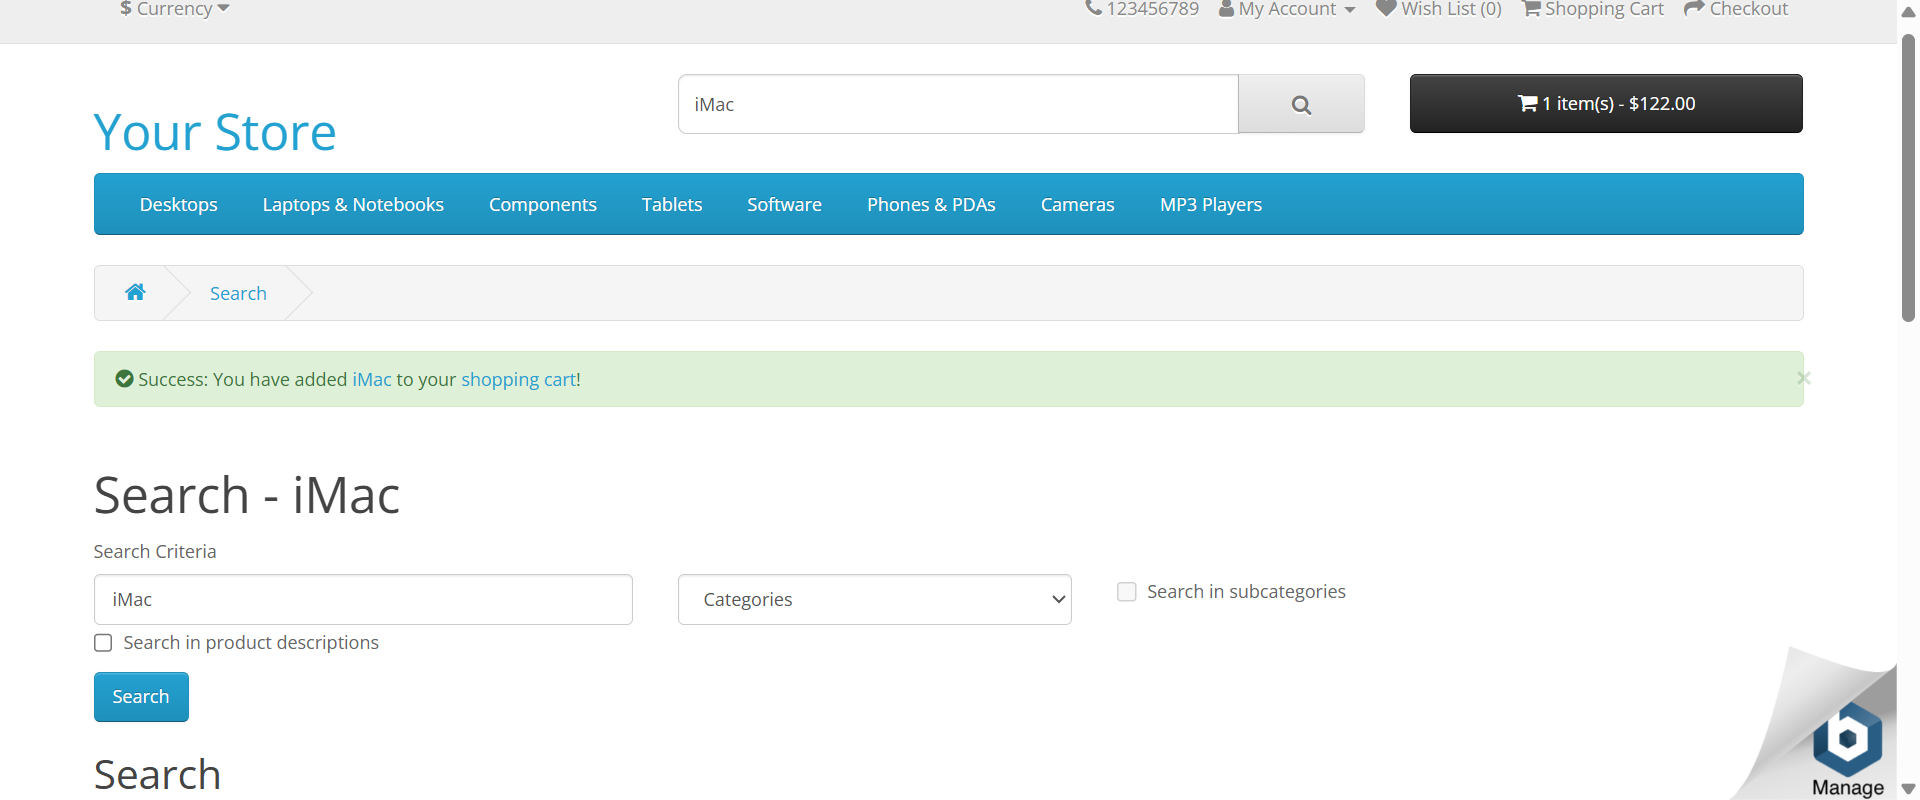 $ Currency
123456789 My Account Wish List (0) Shopping Cart Checkout
Your Store
iMac
1 item(s) - $122.00
Desktops Laptops & Notebooks Components Tablets Software Phones & PDAs Cameras MP3 Players
Search
Success: You have added iMac to your shopping cart!
×
Search - iMac
Search Criteria
iMac
Categories
Search in subcategories
Search in product descriptions
Search
Search
b
Manage